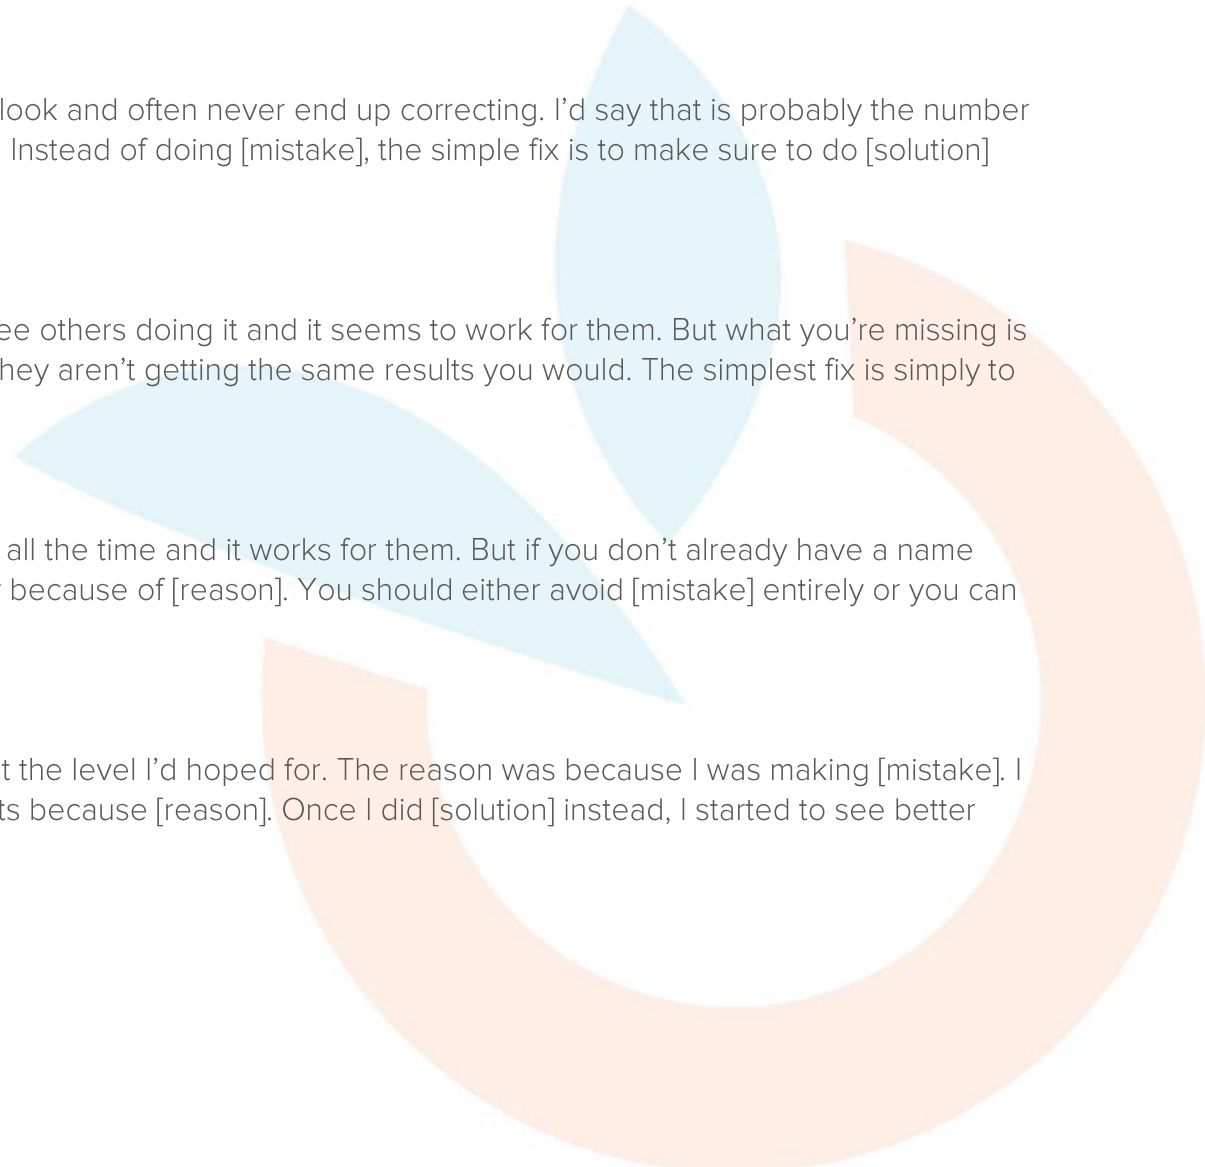 look and often never end up correcting. I’d say that is probably the number
Instead of doing [mistake], the simple fix is to make sure to do [solution]
others doing it and it seems to work for them. But what you’re missing is
aren’t getting the same results you would. The simplest fix is simply to
all the time and it works for them. But if you don’t already have a name
because of [reason]. You should either avoid [mistake] entirely or you can
the level I’d hoped for. The reason was because I was making [mistake]. I
because [reason]. Once I did [solution] instead, I started to see better